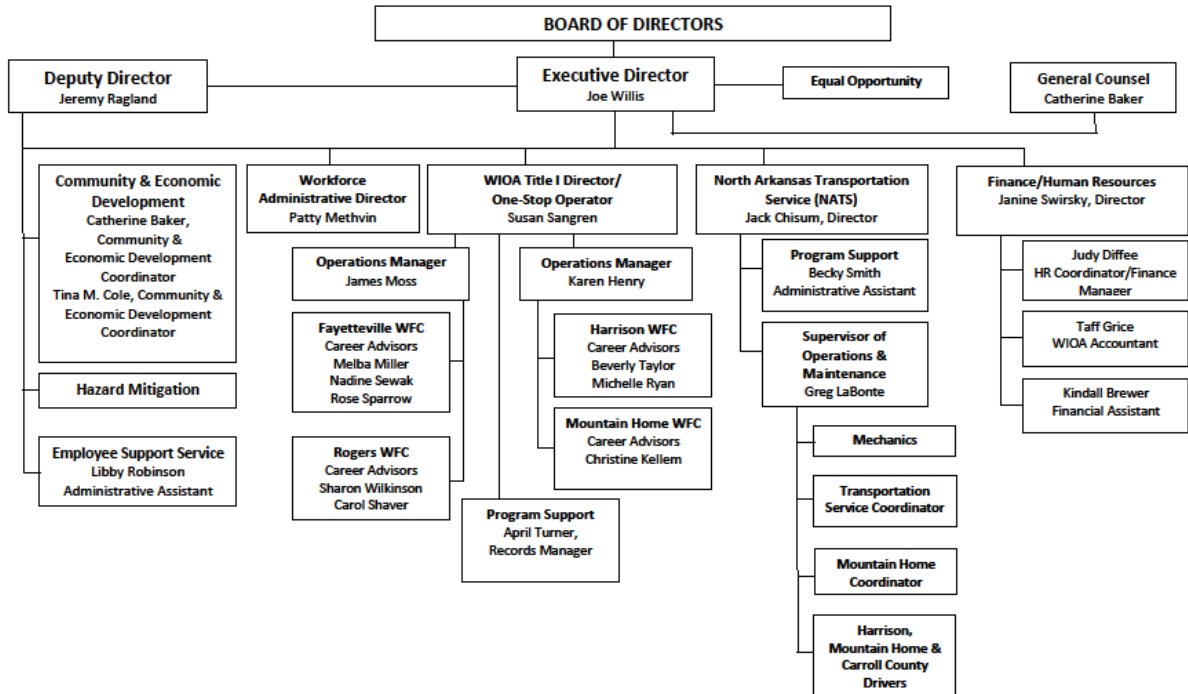 BOARD OF DIRECTORS
Deputy Director
Jeremy Ragland
Executive Director
Joe Willis
Equal Opportunity
General Counsel
Catherine Baker
Community & Economic
Development
Catherine Baker,
Community &
Economic Development
Coordinator
Tina M. Cole, Community &
Economic Development
Coordinator
Hazard Mitigation
Employee Support Service
Libby Robinson
Administrative Assistant
Workforce
Administrative Director
Patty Methvin
WIOA Title I Director/
One-Stop Operator
Susan Sangren
Operations Manager
James Moss
Fayetteville WFC
Career Advisors
Melba Miller
Nadine Sewak
Rose Sparrow
Rogers WFC
Career Advisors
Sharon Wilkinson
Carol Shaver
Operations Manager
Karen Henry
Harrison WFC
Career Advisors
Beverly Taylor
Michelle Ryan
Mountain Home WFC
Career Advisors
Christine Kellem
Program Support
April Turner,
Records Manager
North Arkansas Transportation
Service (NATS)
Jack Chisum, Director
Program Support
Becky Smith
Administrative Assistant
Supervisor of
Operations &
Maintenance
Greg LaBonte
Mechanics
Transportation
Service Coordinator
Mountain Home
Coordinator
Harrison,
Mountain Home &
Carroll County
Drivers
Finance/Human Resources
Janine Swirsky, Director
Judy Diffee
HR Coordinator/Finance
Manager
Taff Grice
WIOA Accountant
Kindall Brewer
Financial Assistant